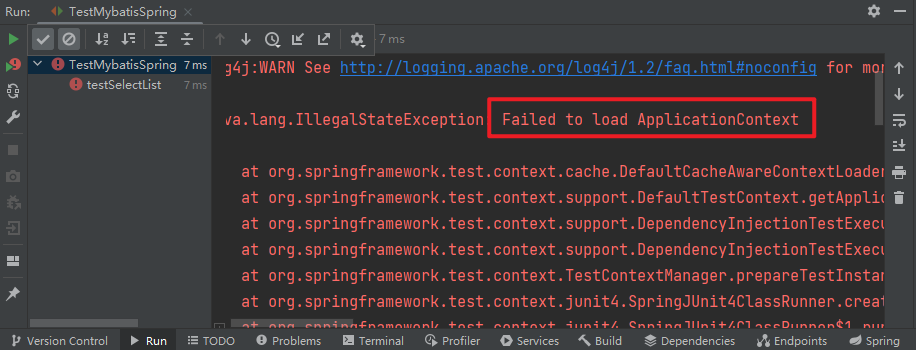 Run: TestMybatisSpring
7 ms
TestMybatisSpring 7 ms
testSelectList 7 ms
g4j:WARN See http://logging.apache.org/log4j/1.2/faq.html#noconfig for mor
va.lang.IllegalStateException Failed to load ApplicationContext
at org.springframework.test.context.cache.DefaultCacheAwareContextLoader
at org.springframework.test.context.support.DefaultTestContext.getApplic
at org.springframework.test.context.support.DependencyInjectionTestExecu
at org.springframework.test.context.support.DependencyInjectionTestExecu
at org.springframework.test.context.TestContextManager.prepareTestInstan
at org.springframework.test.context.junit4.SpringJUnit4ClassRunner.creat
at org.springframework.test.context.junit4.SpringJUnit4ClassRunner$1.run
Version Control Run TODO Problems Terminal Profiler Services Build Dependencies Endpoints Spring